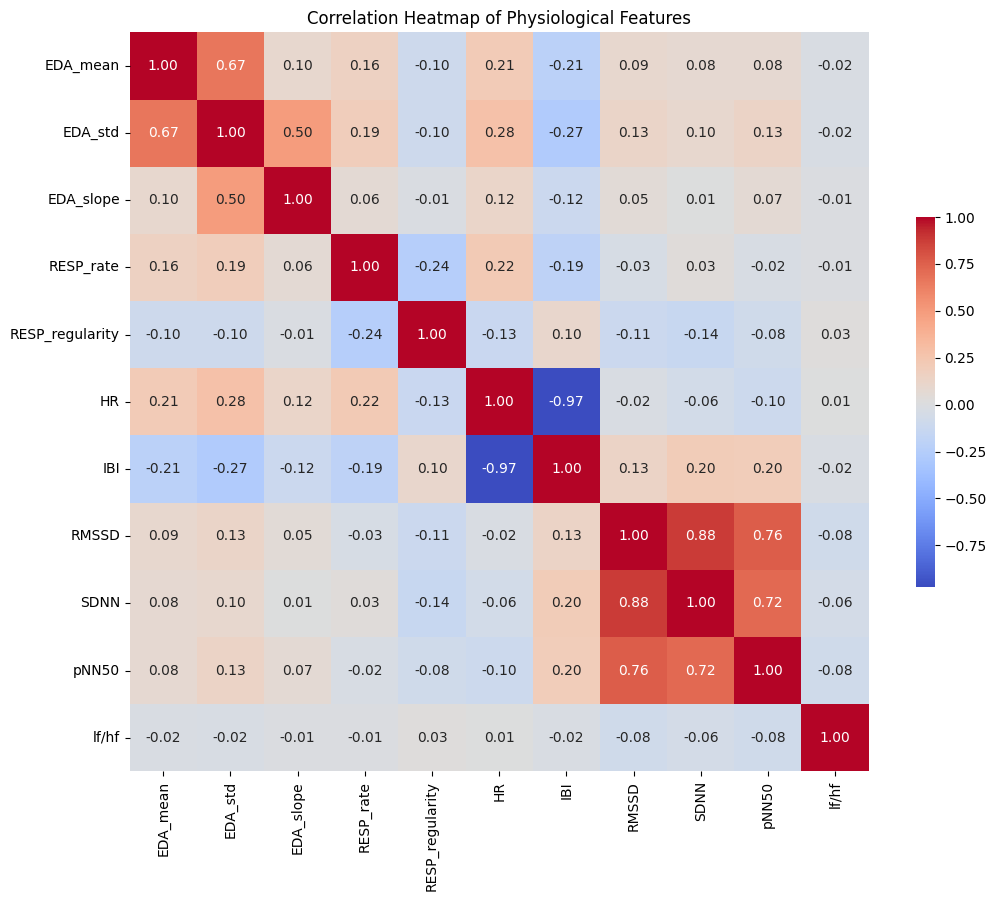 Correlation Heatmap of Physiological Features
EDA_mean 1.00 0.67 0.10 0.16 -0.10 0.21 -0.21 0.09 0.08 0.08 -0.02
EDA_std 0.67 1.00 0.50 0.19 -0.10 0.28 -0.27 0.13 0.10 0.13 -0.02
EDA_slope 0.10 0.50 1.00 0.06 -0.01 0.12 -0.12 0.05 0.01 0.07 -0.01
RESP_rate 0.16 0.19 0.06 1.00 -0.24 0.22 -0.19 -0.03 0.03 -0.02 -0.01
RESP_regularity -0.10 -0.10 -0.01 -0.24 1.00 -0.13 0.10 -0.11 -0.14 -0.08 0.03
HR 0.21 0.28 0.12 0.22 -0.13 1.00 -0.97 -0.02 -0.06 -0.10 0.01
IBI -0.21 -0.27 -0.12 -0.19 0.10 -0.97 1.00 0.13 0.20 0.20 -0.02
RMSSD 0.09 0.13 0.05 -0.03 -0.11 -0.02 0.13 1.00 0.88 0.76 -0.08
SDNN 0.08 0.10 0.01 0.03 -0.14 -0.06 0.20 0.88 1.00 0.72 -0.06
pNN50 0.08 0.13 0.07 -0.02 -0.08 -0.10 0.20 0.76 0.72 1.00 -0.08
lf/hf -0.02 -0.02 -0.01 -0.01 0.03 0.01 -0.02 -0.08 -0.06 -0.08 1.00
EDA_mean
EDA_std
EDA_slope
RESP_rate
RESP_regularity
HR
IBI
RMSSD
SDNN
pNN50
lf/hf
1.00
0.75
0.50
0.25
0.00
−0.25
−0.50
−0.75